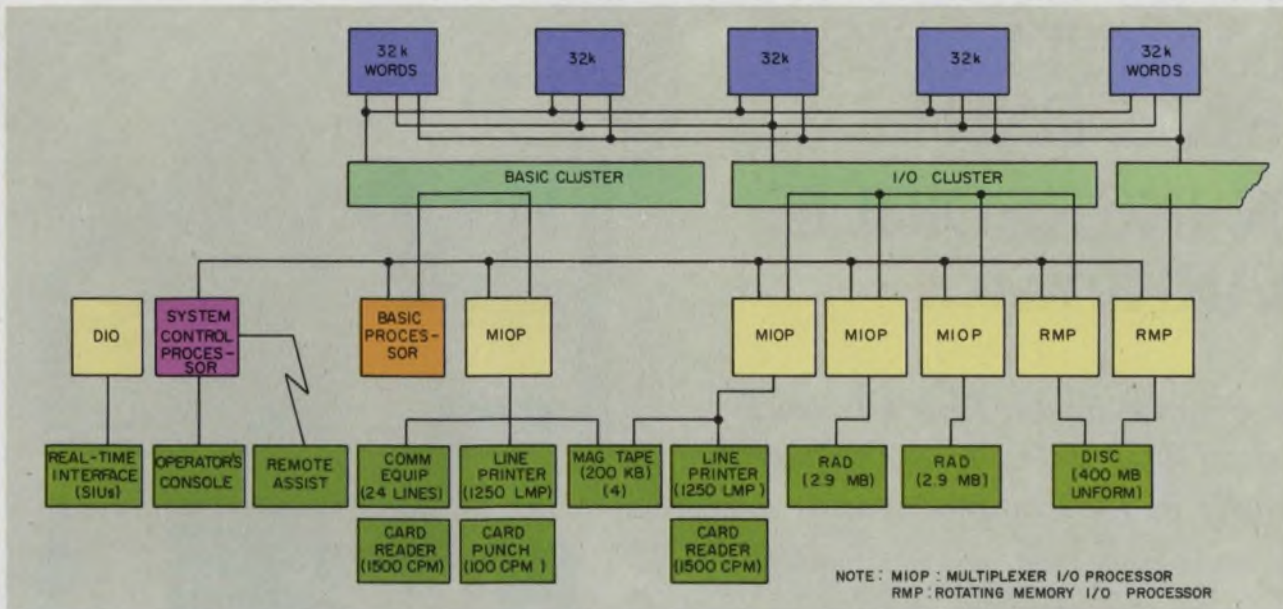 32k
WORDS
32k
32k
32k
32k
WORDS
BASIC CLUSTER
I/O CLUSTER
DIO
SYSTEM
CONTROL
PROCES-
SOR
BASIC
PROCES-
SOR
MIOP
MIOP
MIOP
MIOP
RMP
RMP
REAL-TIME
INTERFACE
(SIUs)
OPERATOR'S
CONSOLE
REMOTE
ASSIST
COMM
EQUIP
(24 LINES)
LINE
PRINTER
(1250 LMP)
MAG TAPE
(200 KB)
(4)
LINE
PRINTER
(1250 LMP)
RAD
(2.9 MB)
RAD
(2.9 MB)
DISC
(400 MB
UNFORM)
CARD
READER
(1500 CPM)
CARD
PUNCH
(100 CPM)
CARD
READER
(1500 CPM)
NOTE: MIOP: MULTIPLEXER I/O PROCESSOR
RMP: ROTATING MEMORY I/O PROCESSOR